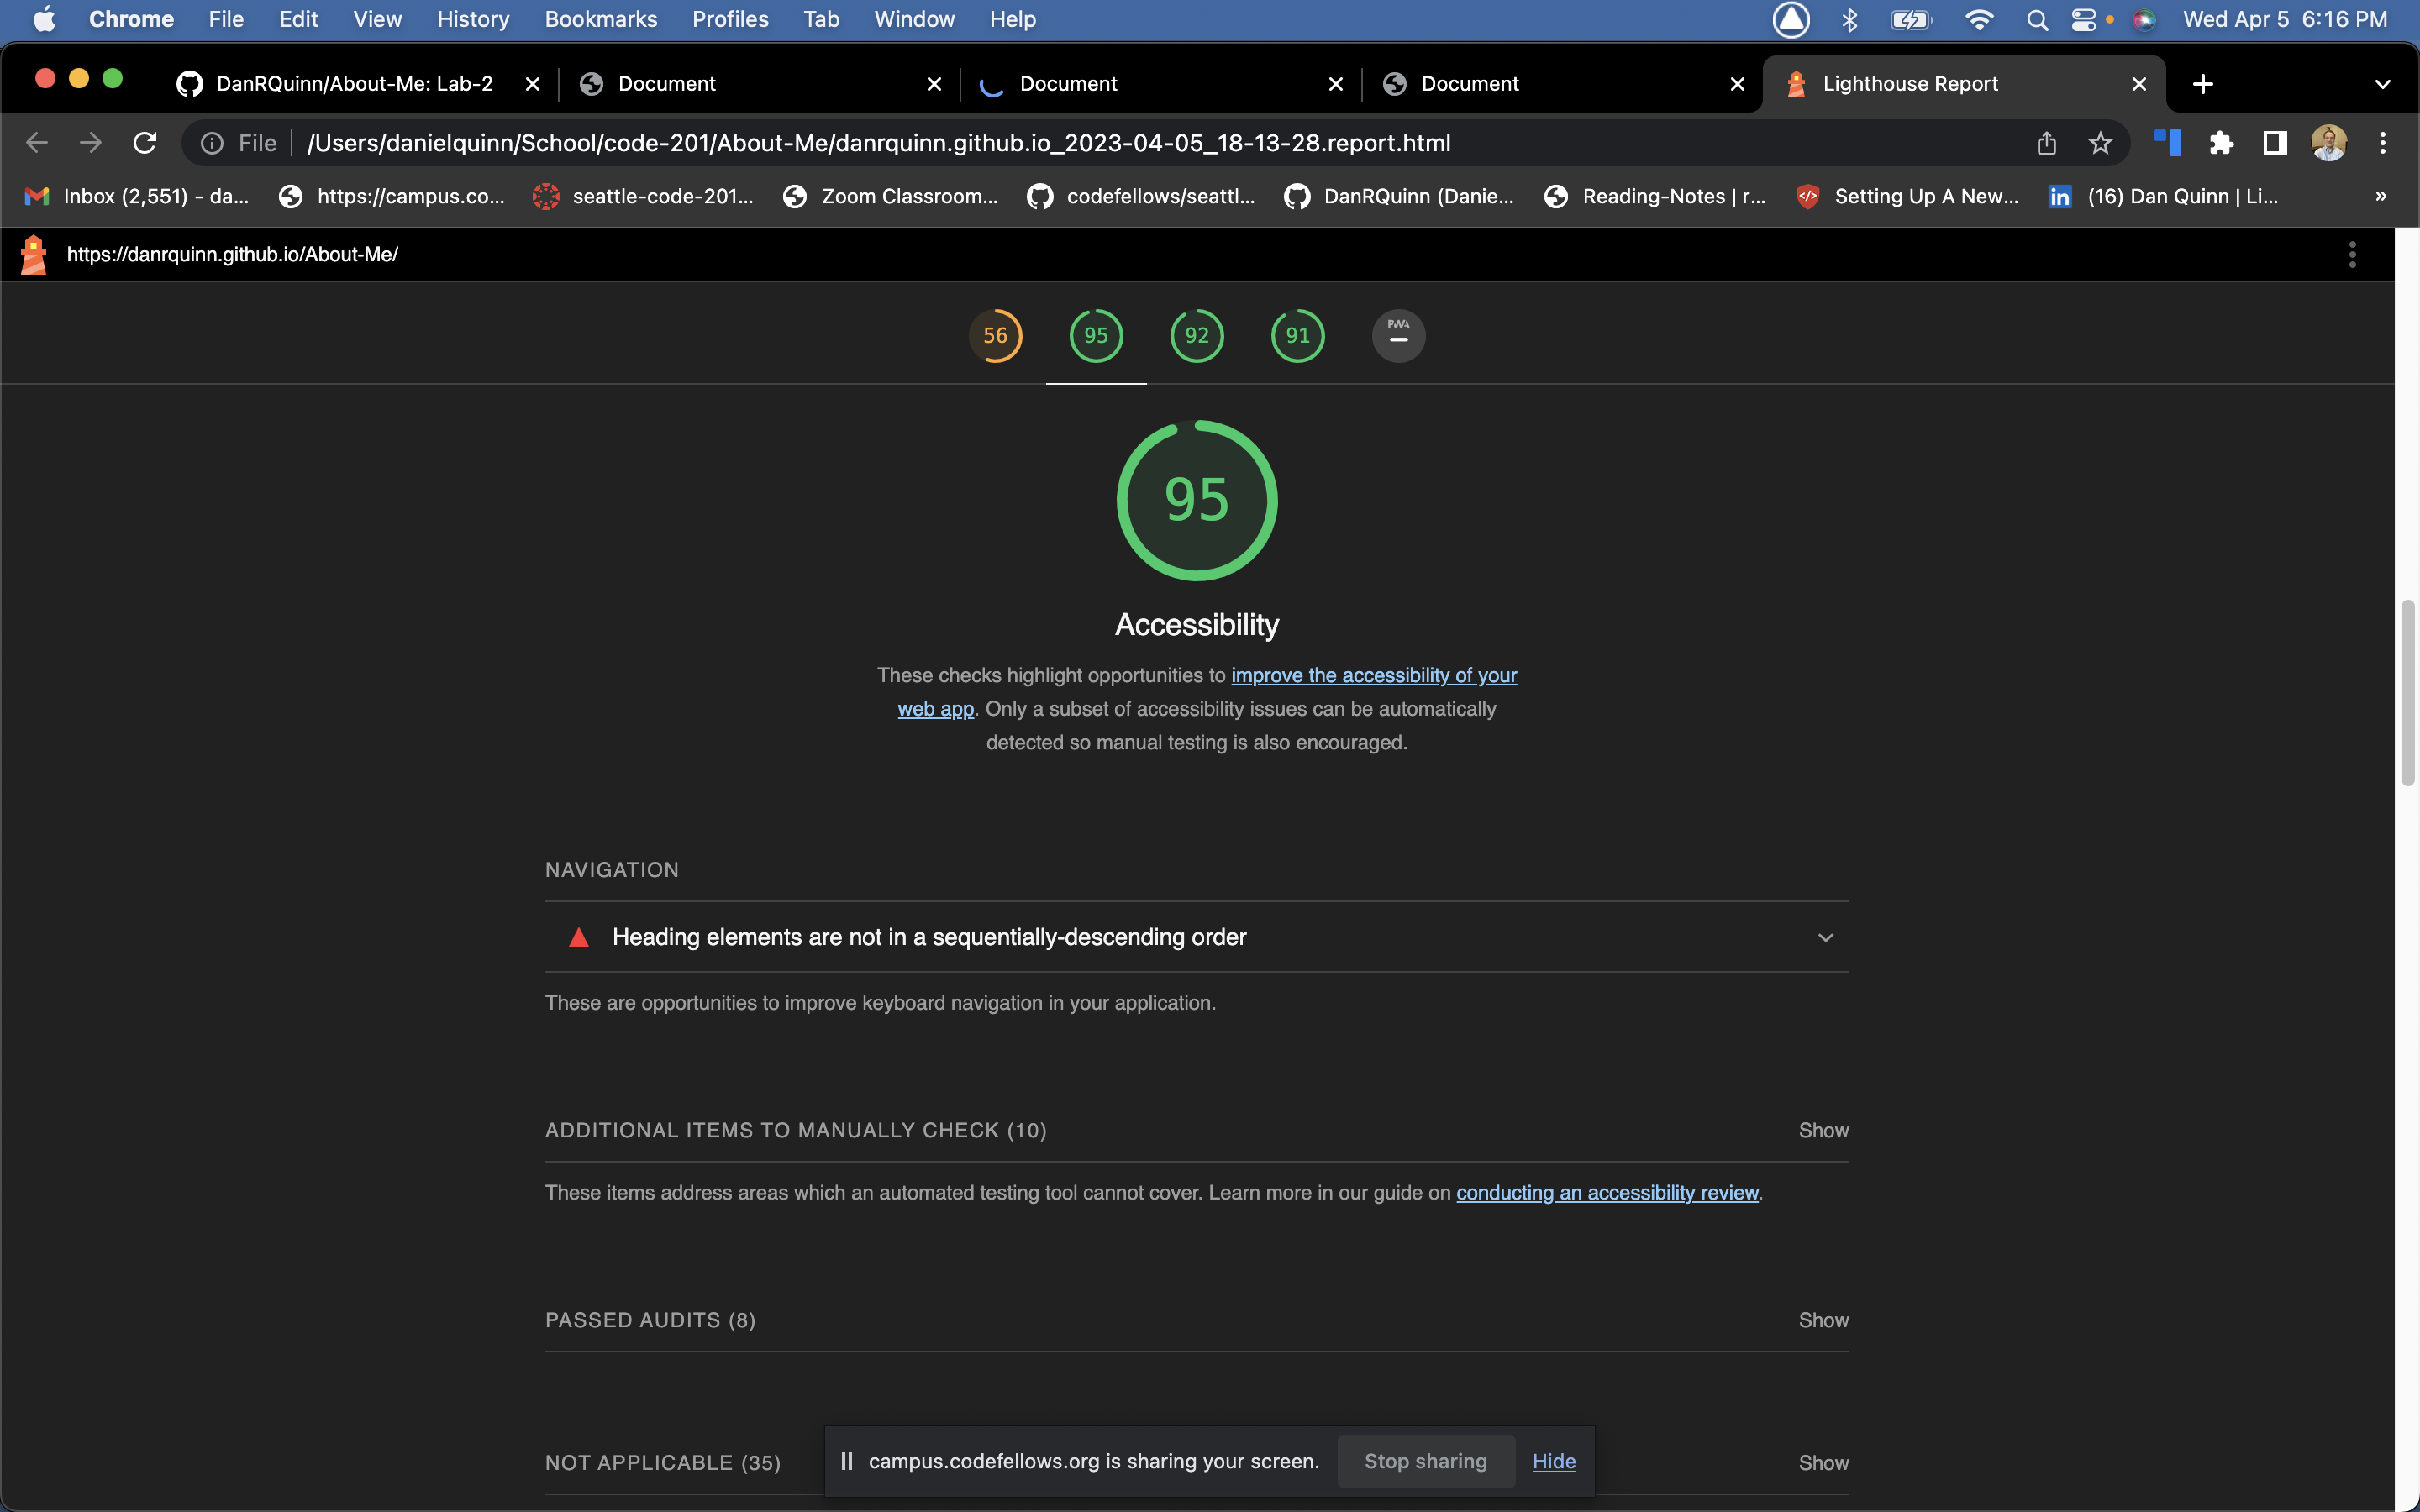 Chrome File Edit View History Bookmarks Profiles Tab Window Help Wed Apr 5 6:16 PM
DanRQuinn/About-Me: Lab-2 Document Document Document Lighthouse Report
File /Users/danielquinn/School/code-201/About-Me/danrquinn.github.io_2023-04-05_18-13-28.report.html
Inbox (2,551) - da... https://campus.co... seattle-code-201... Zoom Classroom... codefellows/seattl... DanRQuinn (Danie... Reading-Notes | r... Setting Up A New... (16) Dan Quinn | Li... »
https://danrquinn.github.io/About-Me/
56 95 92 91 PWA
95
Accessibility
These checks highlight opportunities to improve the accessibility of your
web app. Only a subset of accessibility issues can be automatically
detected so manual testing is also encouraged.
NAVIGATION
Heading elements are not in a sequentially-descending order
These are opportunities to improve keyboard navigation in your application.
ADDITIONAL ITEMS TO MANUALLY CHECK (10) Show
These items address areas which an automated testing tool cannot cover. Learn more in our guide on conducting an accessibility review.
PASSED AUDITS (8) Show
NOT APPLICABLE (35) Show
campus.codefellows.org is sharing your screen. Stop sharing Hide